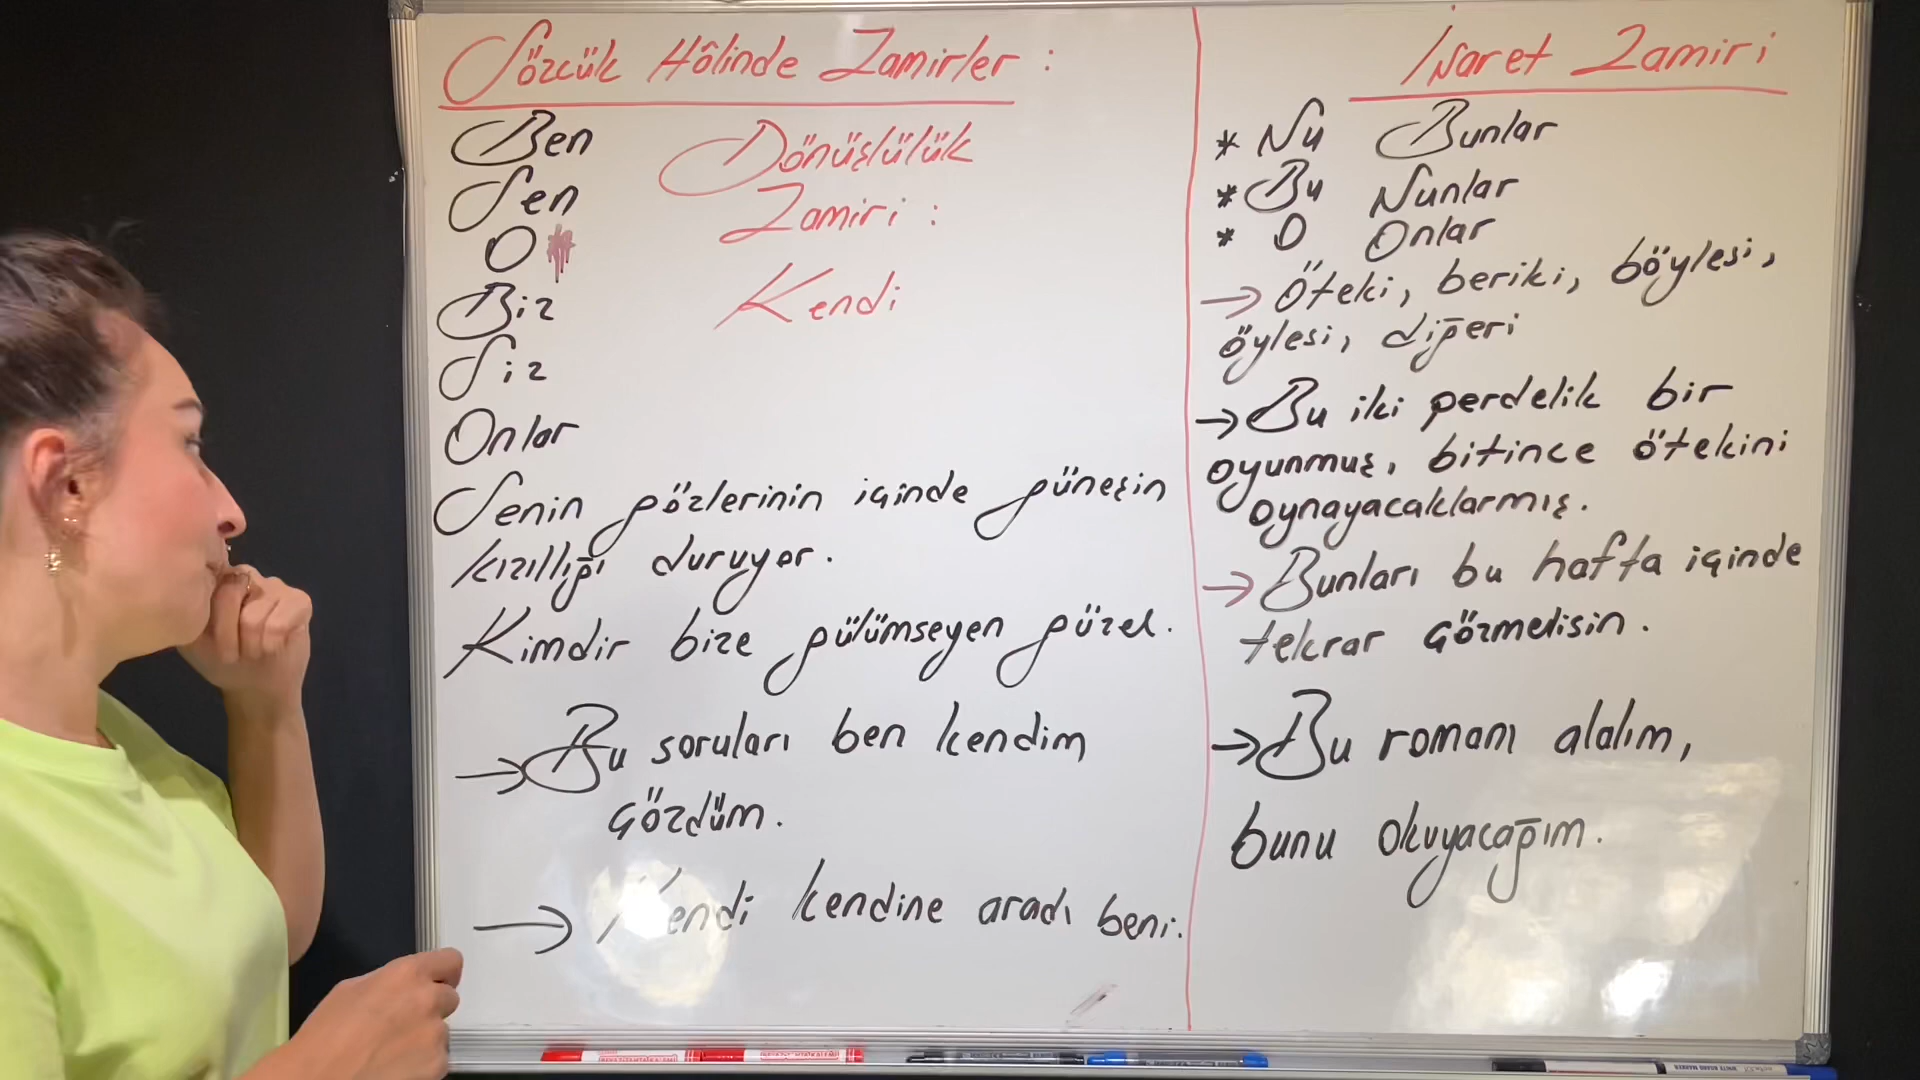 Sözcük Hâlinde Zamirler :
Ben
Sen
O
Biz
Siz
Onlar
Dönüşlülük
Zamiri :
Kendi
Senin gözlerinin içinde güneşin
kızıllığı duruyor.
Kimdir bize gülümseyen güzel.
→ Bu soruları ben kendim
çözdüm.
→ Kendi kendine aradı beni.
İşaret Zamiri
* Şu Bunlar
* Bu Şunlar
* O Onlar
→ Öteki, beriki, böylesi,
öylesi, diğeri
→ Bu iki perdelik bir
oyunmuş, bitince ötekini
oynayacaklarmış.
→ Bunları bu hafta içinde
tekrar çözmelisin.
→ Bu romanı alalım,
bunu okuyacağım.